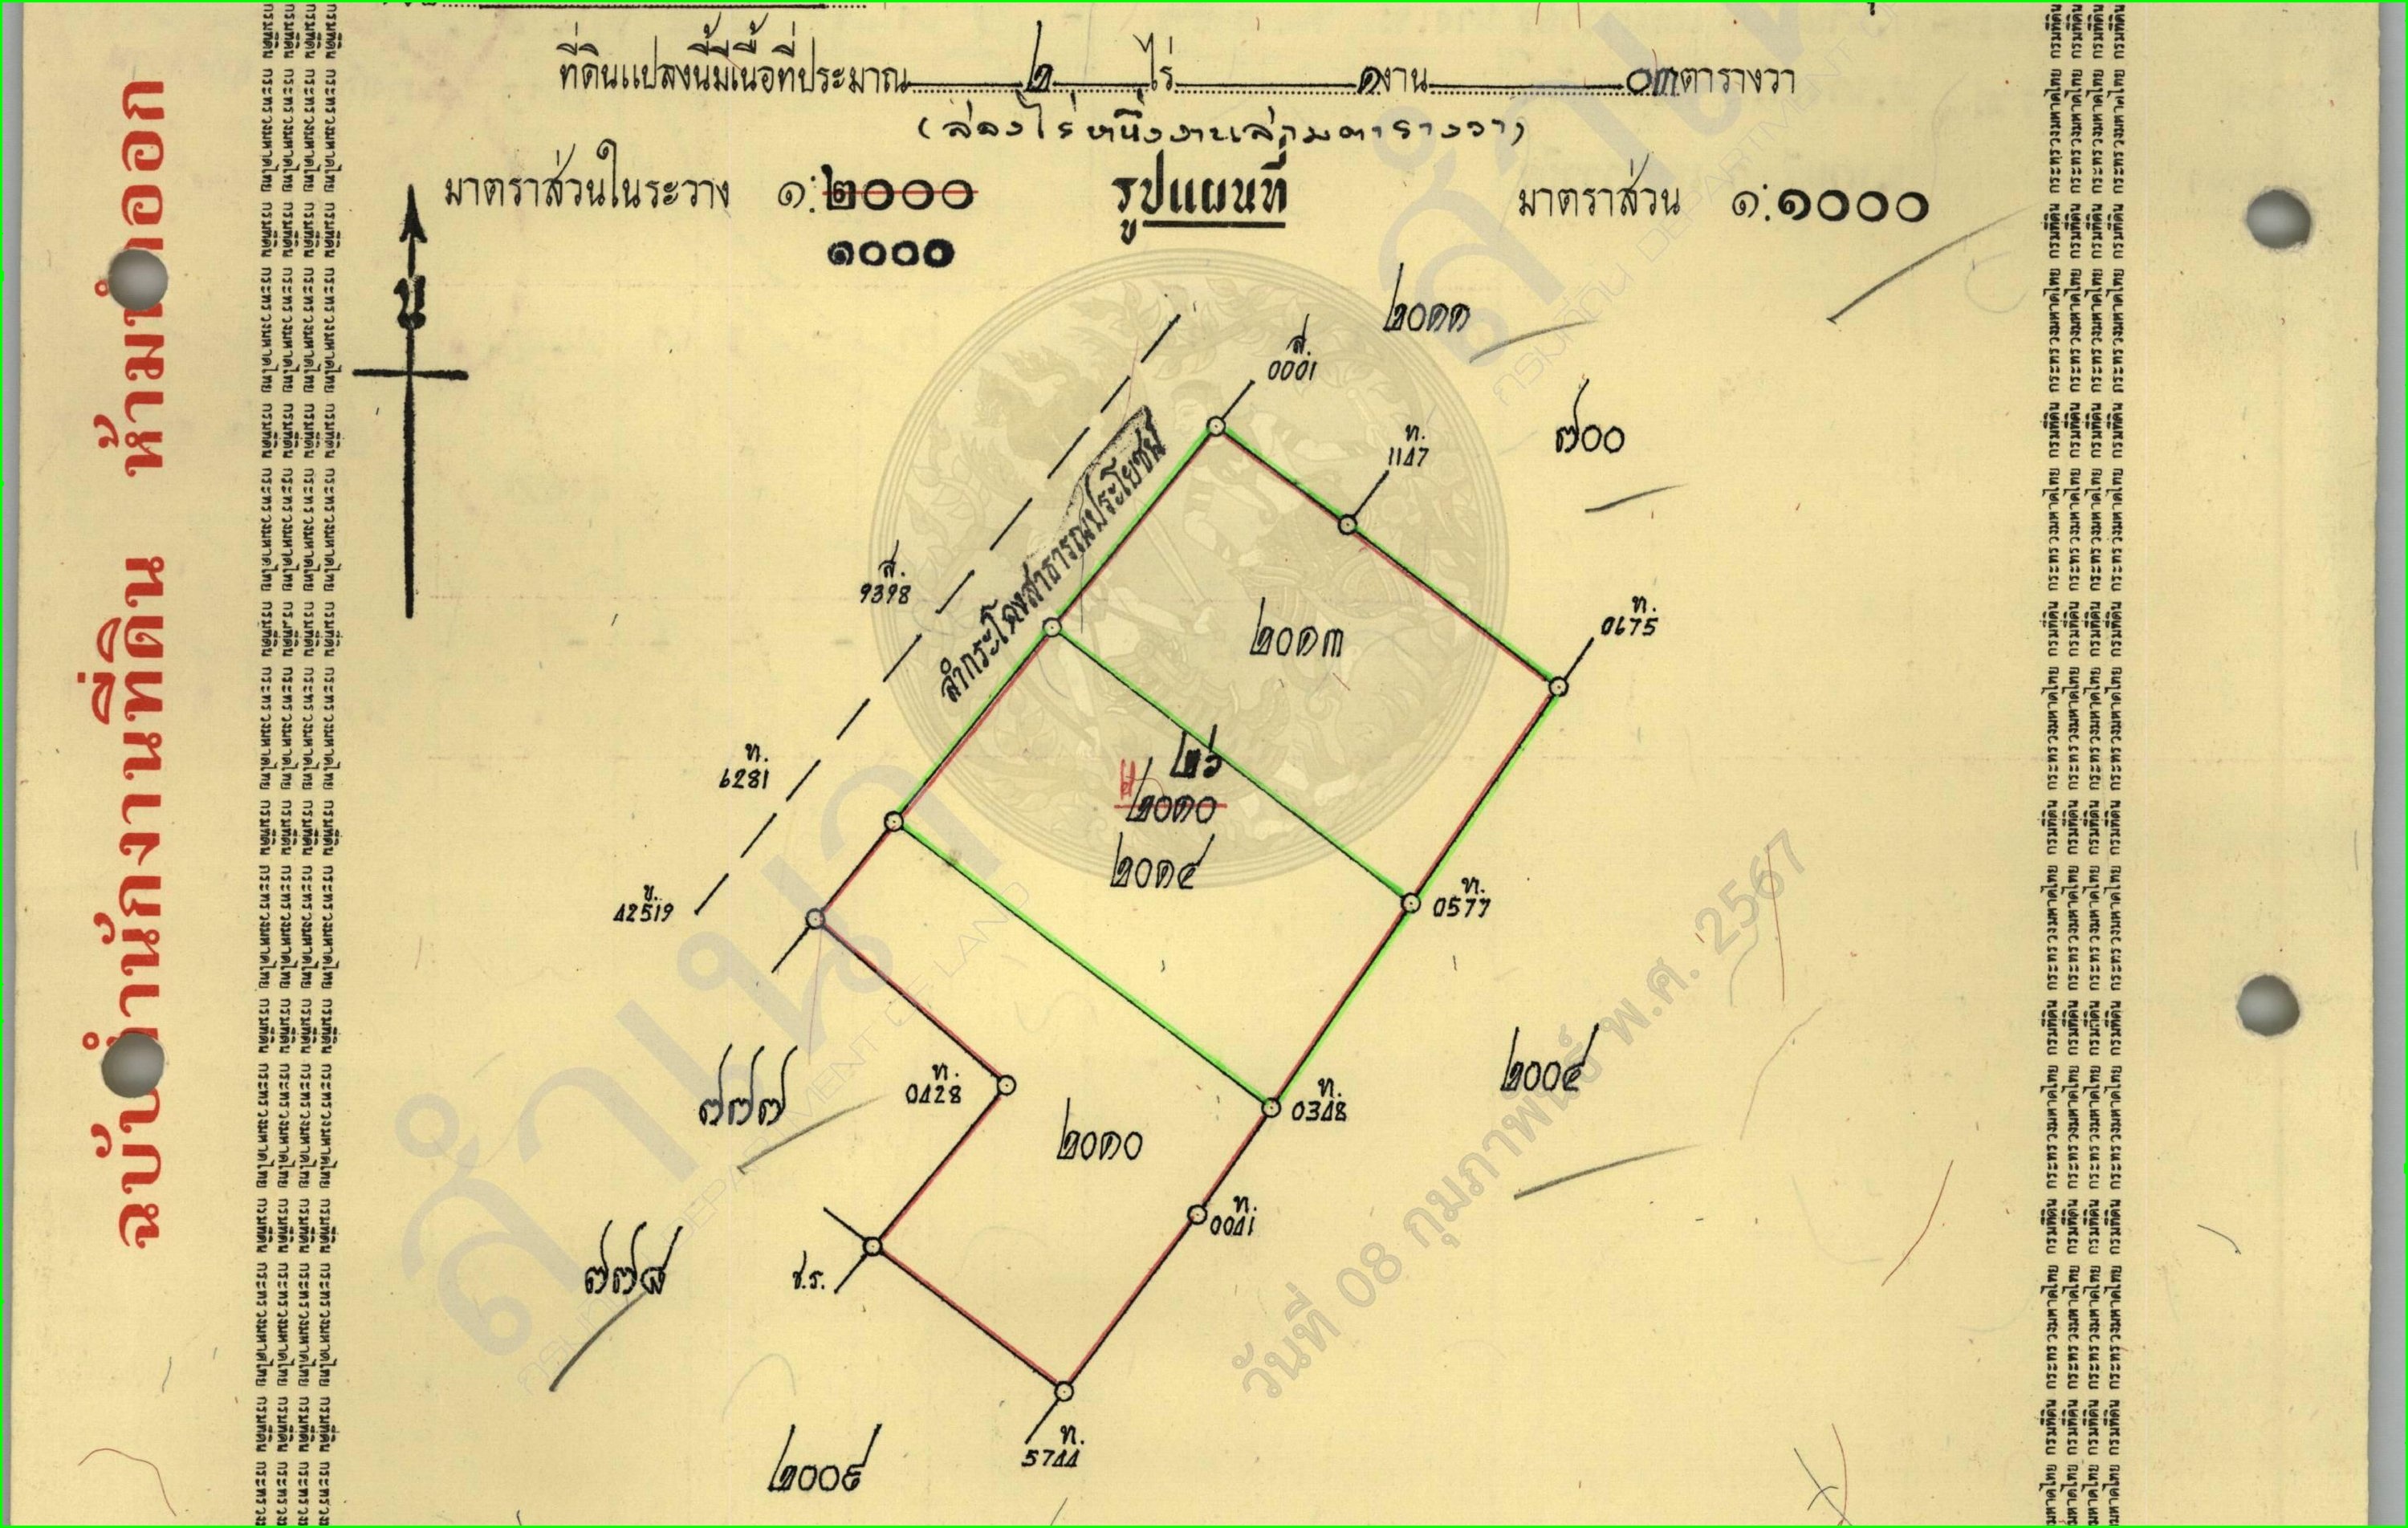 ที่ดินแปลงนี้มีเนื้อที่ประมาณ ๒ ไร่ ๑ งาน ๐๓ ตารางวา
(สองไร่หนึ่งงานเศษสามตารางวา)
มาตราส่วนในระวาง ๑:๒๐๐๐
๑๐๐๐
รูปแผนที่
มาตราส่วน ๑:๑๐๐๐
น
๒๐๑๑
ส.
0001
ท.
1147
๗๐๐
ส.
9398
ลำกระโดงสาธารณประโยชน์
ท.
0675
๒๐๑๓
ท.
6281
๒๖
๒๐๑๐
๒๐๑๔
ข.
42519
ท.
0577
ท.
0428
๗๗๗
ท.
0348
๒๐๐๔
๒๐๑๐
ท.
0041
๗๗๘
ช.ร.
ท.
5744
๒๐๐๙
ฉบับสำนักงานที่ดิน ห้ามนำออก
กรมที่ดิน กระทรวงมหาดไทย
สำเนา
กรมที่ดิน DEPARTMENT OF LAND
วันที่ 08 กุมภาพันธ์ พ.ศ. 2567